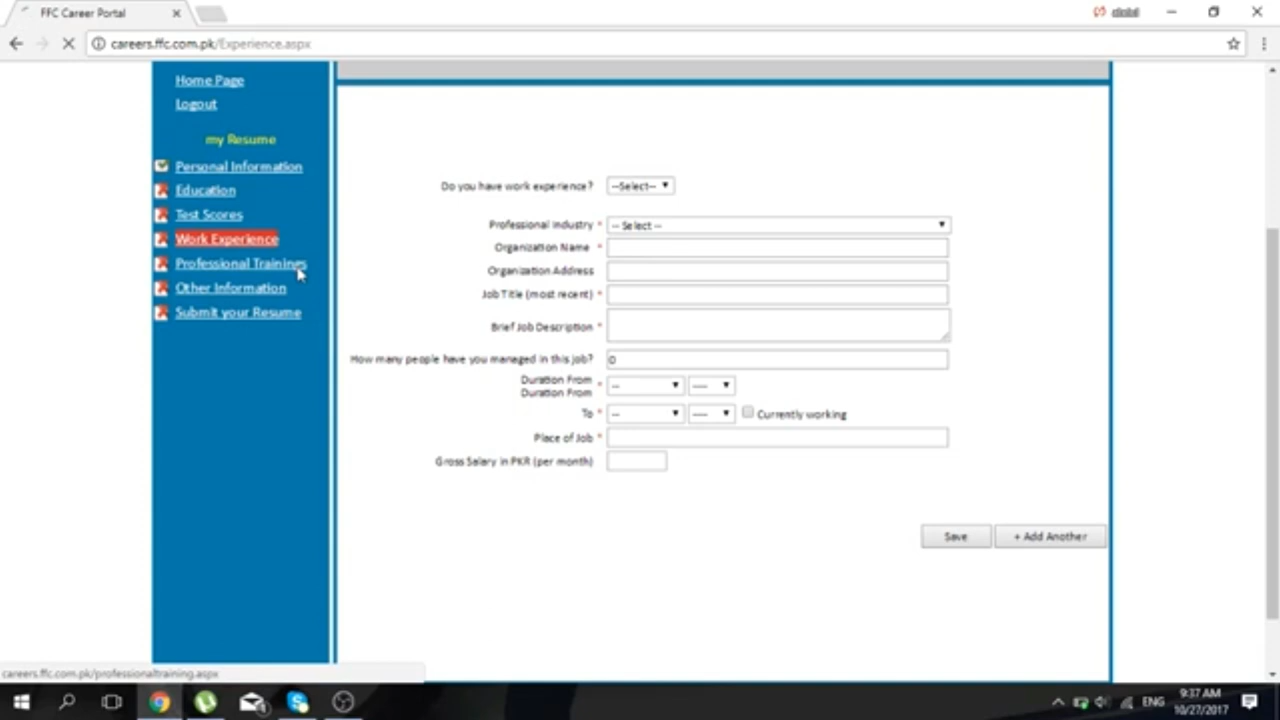 FFC Career Portal
careers.ffc.com.pk/Experience.aspx
Home Page
Logout
my Resume
Personal Information
Education
Test Scores
Work Experience
Professional Trainings
Other Information
Submit your Resume
Do you have work experience? --Select--
Professional Industry * -- Select --
Organization Name *
Organization Address
Job Title (most recent) *
Brief Job Description *
How many people have you managed in this job? 0
Duration From
Duration From * -- ----
To * -- ---- Currently working
Place of Job *
Gross Salary in PKR (per month)
Save + Add Another
careers.ffc.com.pk/professionaltraining.aspx
ENG
9:37 AM
10/27/2017